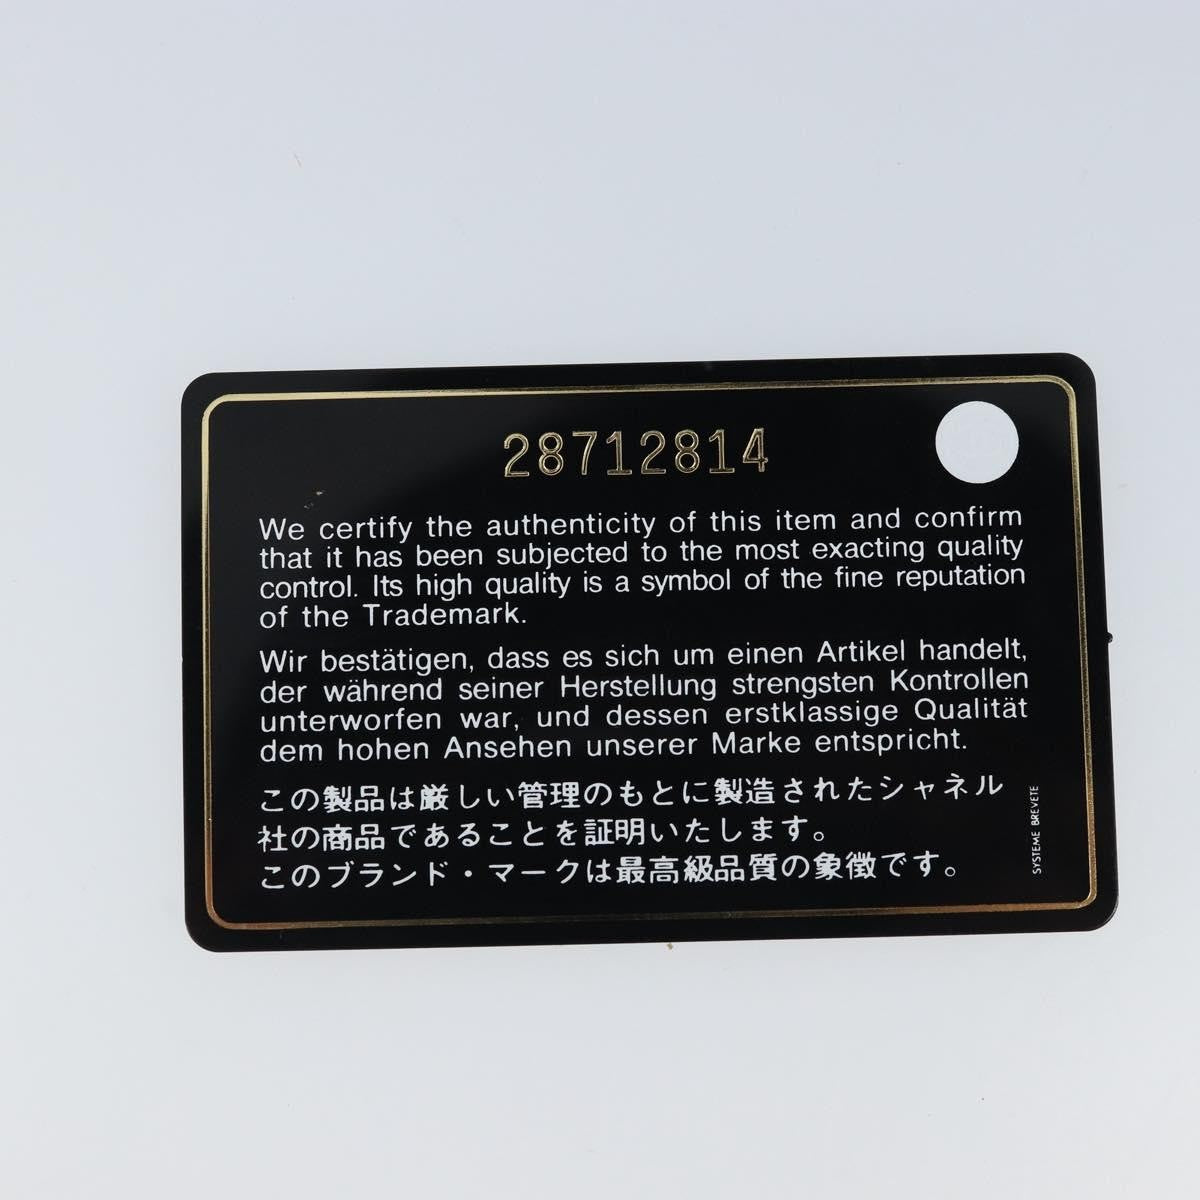 28712814
We certify the authenticity of this item and confirm
that it has been subjected to the most exacting quality
control. Its high quality is a symbol of the fine reputation
of the Trademark.
Wir bestätigen, dass es sich um einen Artikel handelt,
der während seiner Herstellung strengsten Kontrollen
unterworfen war, und dessen erstklassige Qualität
dem hohen Ansehen unserer Marke entspricht.
この製品は厳しい管理のもとに製造されたシャネル
社の商品であることを証明いたします。
このブランド・マークは最高級品質の象徴です。
SYSTEME BREVETE